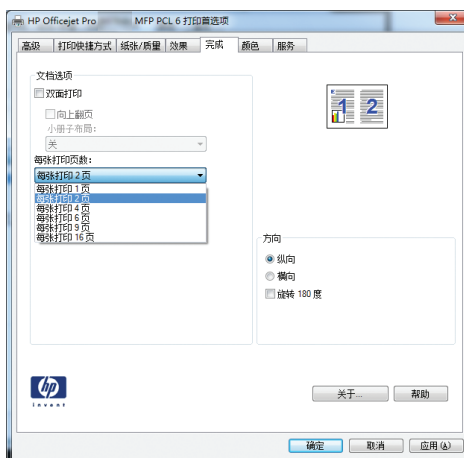 HP Officejet Pro MFP PCL 6 打印首选项
高级 打印快捷方式 纸张/质量 效果 完成 颜色 服务
文档选项
双面打印
向上翻页
小册子布局:
关
每张打印页数:
每张打印 2 页
每张打印 1 页
每张打印 2 页
每张打印 4 页
每张打印 6 页
每张打印 9 页
每张打印 16 页
1 2
方向
纵向
横向
旋转 180 度
hp
invent
关于... 帮助
确定 取消 应用(A)